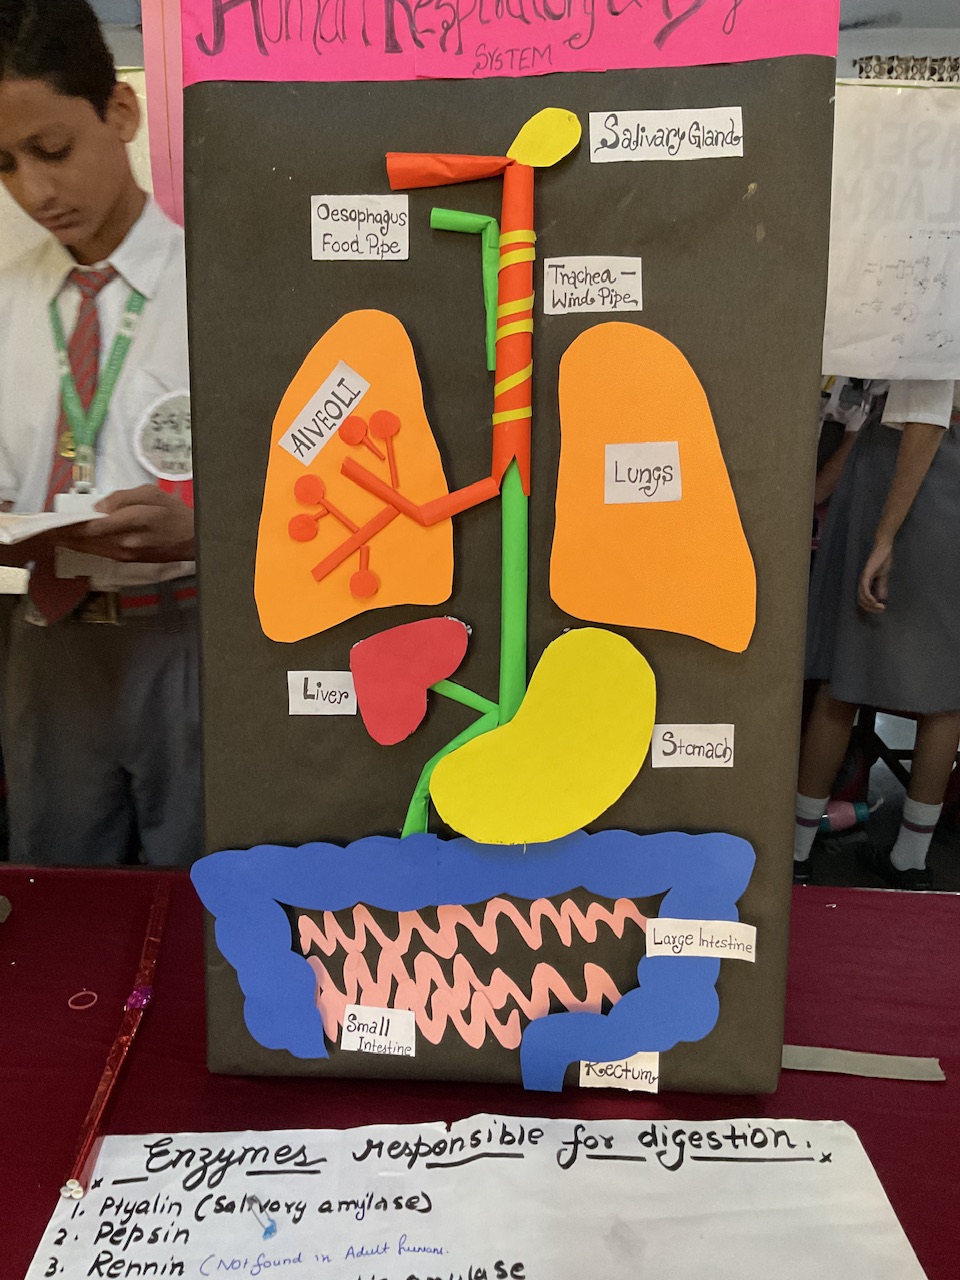 Human Respiratory
SYSTEM
Salivary Gland
Oesophagus
Food Pipe
Trachea –
Wind Pipe
AlVEOLI
Lungs
Liver
Stomach
Large Intestine
Small
Intestine
Rectum
Enzymes responsible for digestion.
1. Ptyalin (Salivary amylase)
2. Pepsin
3. Rennin (Not found in Adult humans.
amylase